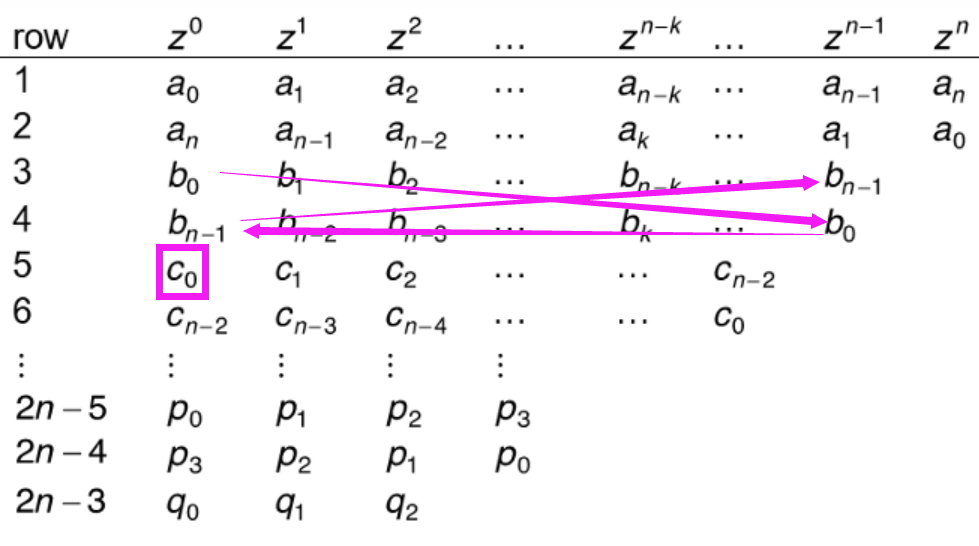 row z^0 z^1 z^2 … z^{n-k} … z^{n-1} z^n
1 a_0 a_1 a_2 … a_{n-k} … a_{n-1} a_n
2 a_n a_{n-1} a_{n-2} … a_k … a_1 a_0
3 b_0 b_1 b_2 … b_{n-k} … b_{n-1}
4 b_{n-1} b_{n-2} b_{n-3} … b_k … b_0
5 c_0 c_1 c_2 … … c_{n-2}
6 c_{n-2} c_{n-3} c_{n-4} … … c_0
⋮ ⋮ ⋮ ⋮ ⋮
2n-5 p_0 p_1 p_2 p_3
2n-4 p_3 p_2 p_1 p_0
2n-3 q_0 q_1 q_2